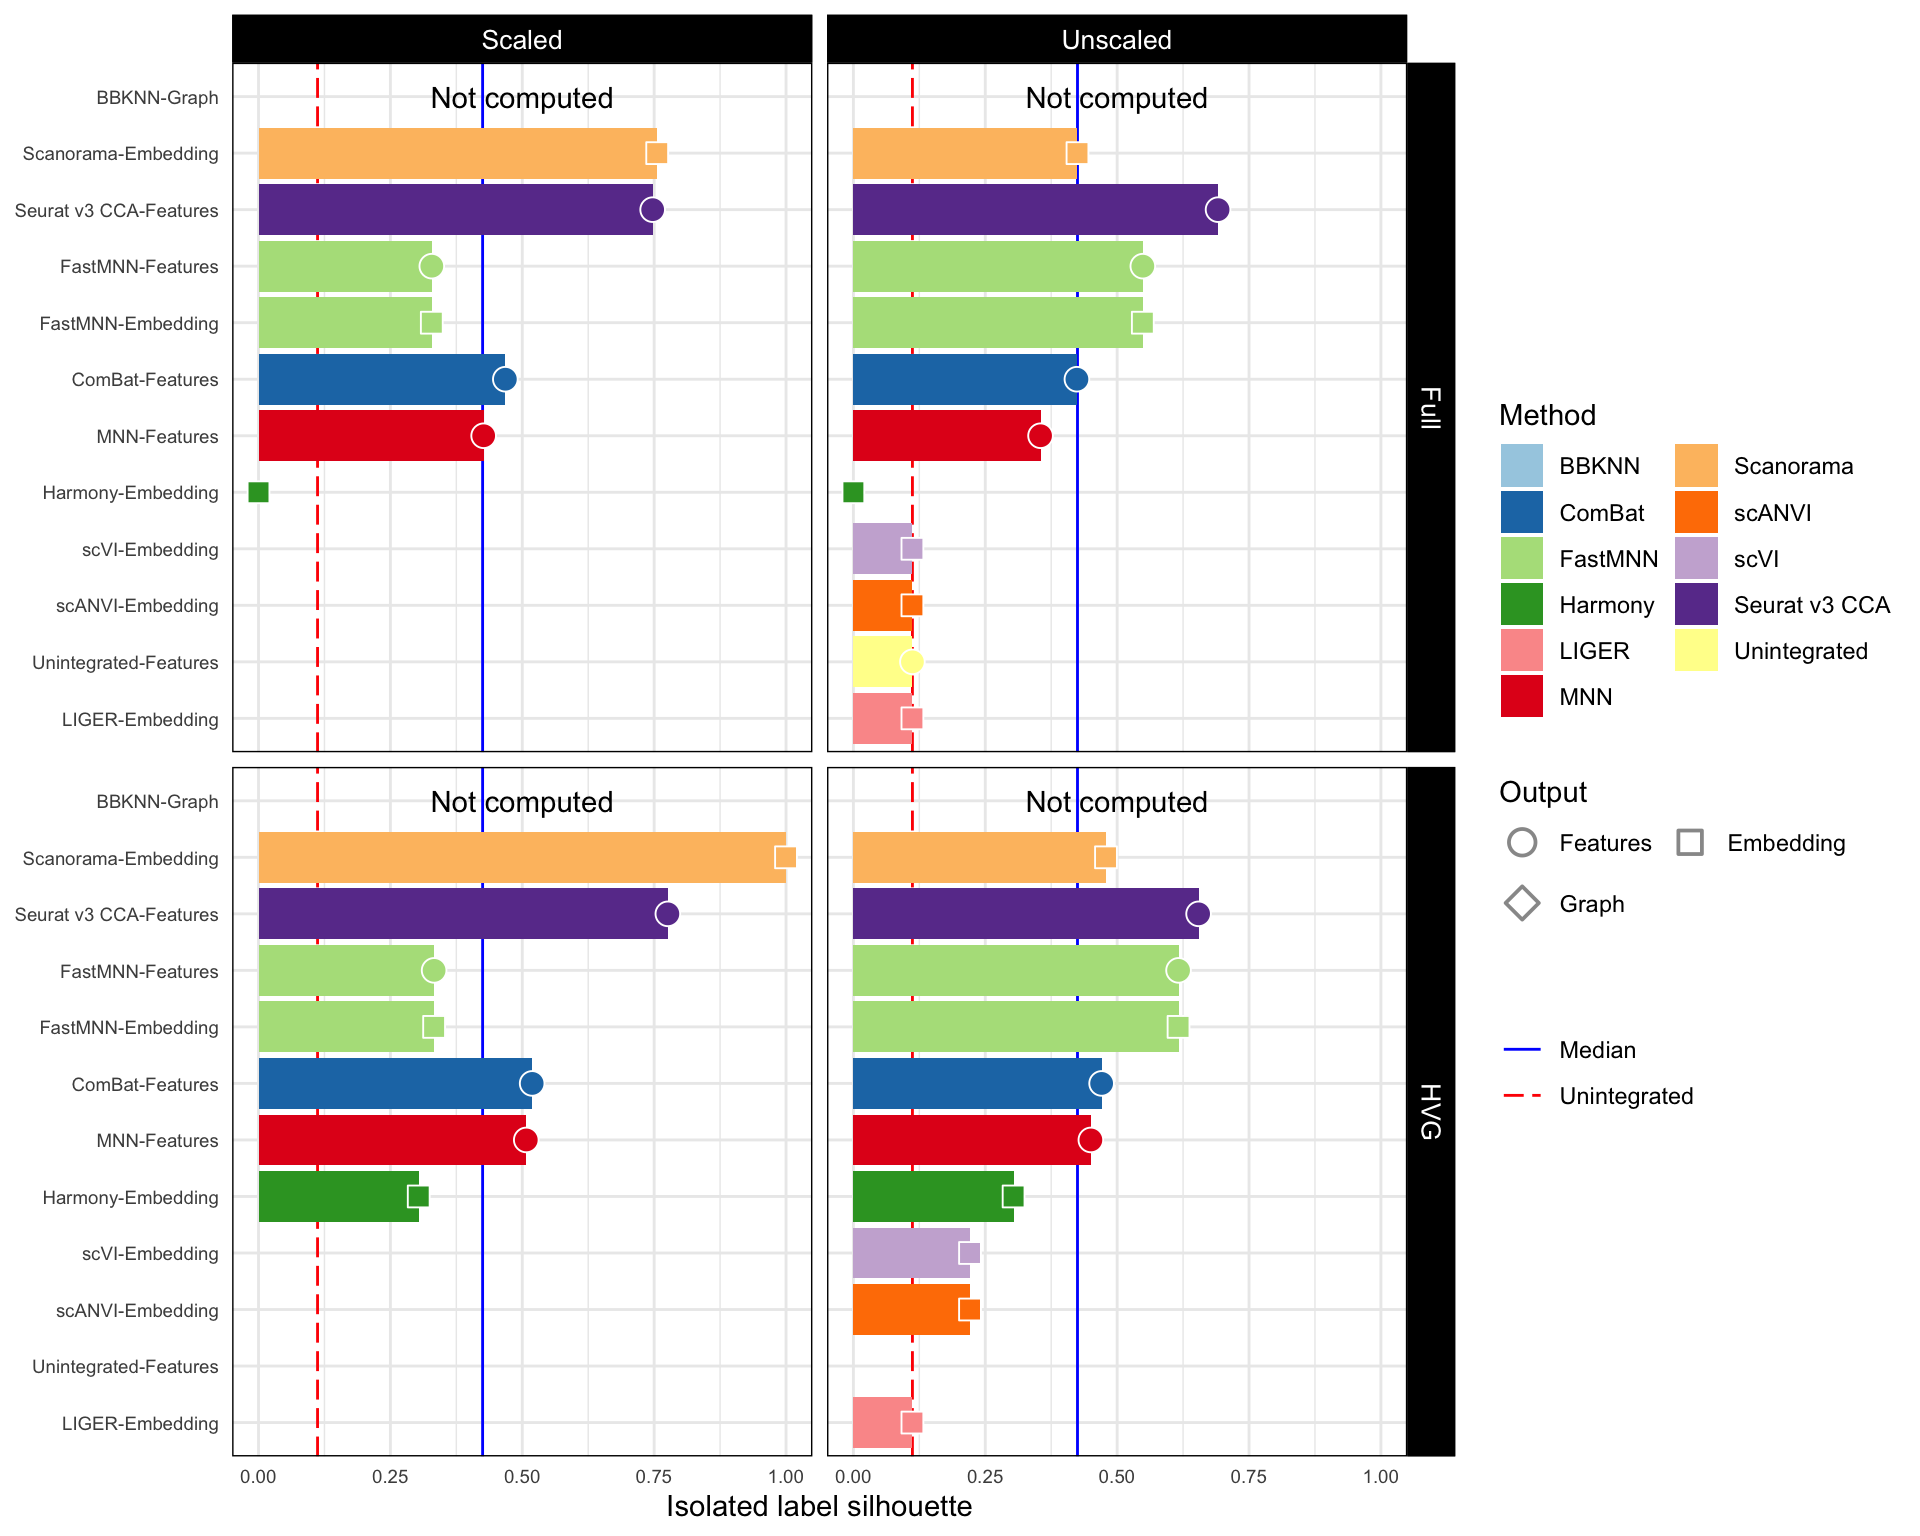 Scaled
Unscaled
BBKNN-Graph
Not computed
Not computed
Scanorama-Embedding
Seurat v3 CCA-Features
FastMNN-Features
FastMNN-Embedding
ComBat-Features
MNN-Features
Harmony-Embedding
scVI-Embedding
scANVI-Embedding
Unintegrated-Features
LIGER-Embedding
Full
BBKNN-Graph
Not computed
Not computed
Scanorama-Embedding
Seurat v3 CCA-Features
FastMNN-Features
FastMNN-Embedding
ComBat-Features
MNN-Features
Harmony-Embedding
scVI-Embedding
scANVI-Embedding
Unintegrated-Features
LIGER-Embedding
HVG
0.00 0.25 0.50 0.75 1.00
0.00 0.25 0.50 0.75 1.00
Isolated label silhouette
Method
BBKNN
Scanorama
ComBat
scANVI
FastMNN
scVI
Harmony
Seurat v3 CCA
LIGER
Unintegrated
MNN
Output
Features
Embedding
Graph
Median
Unintegrated